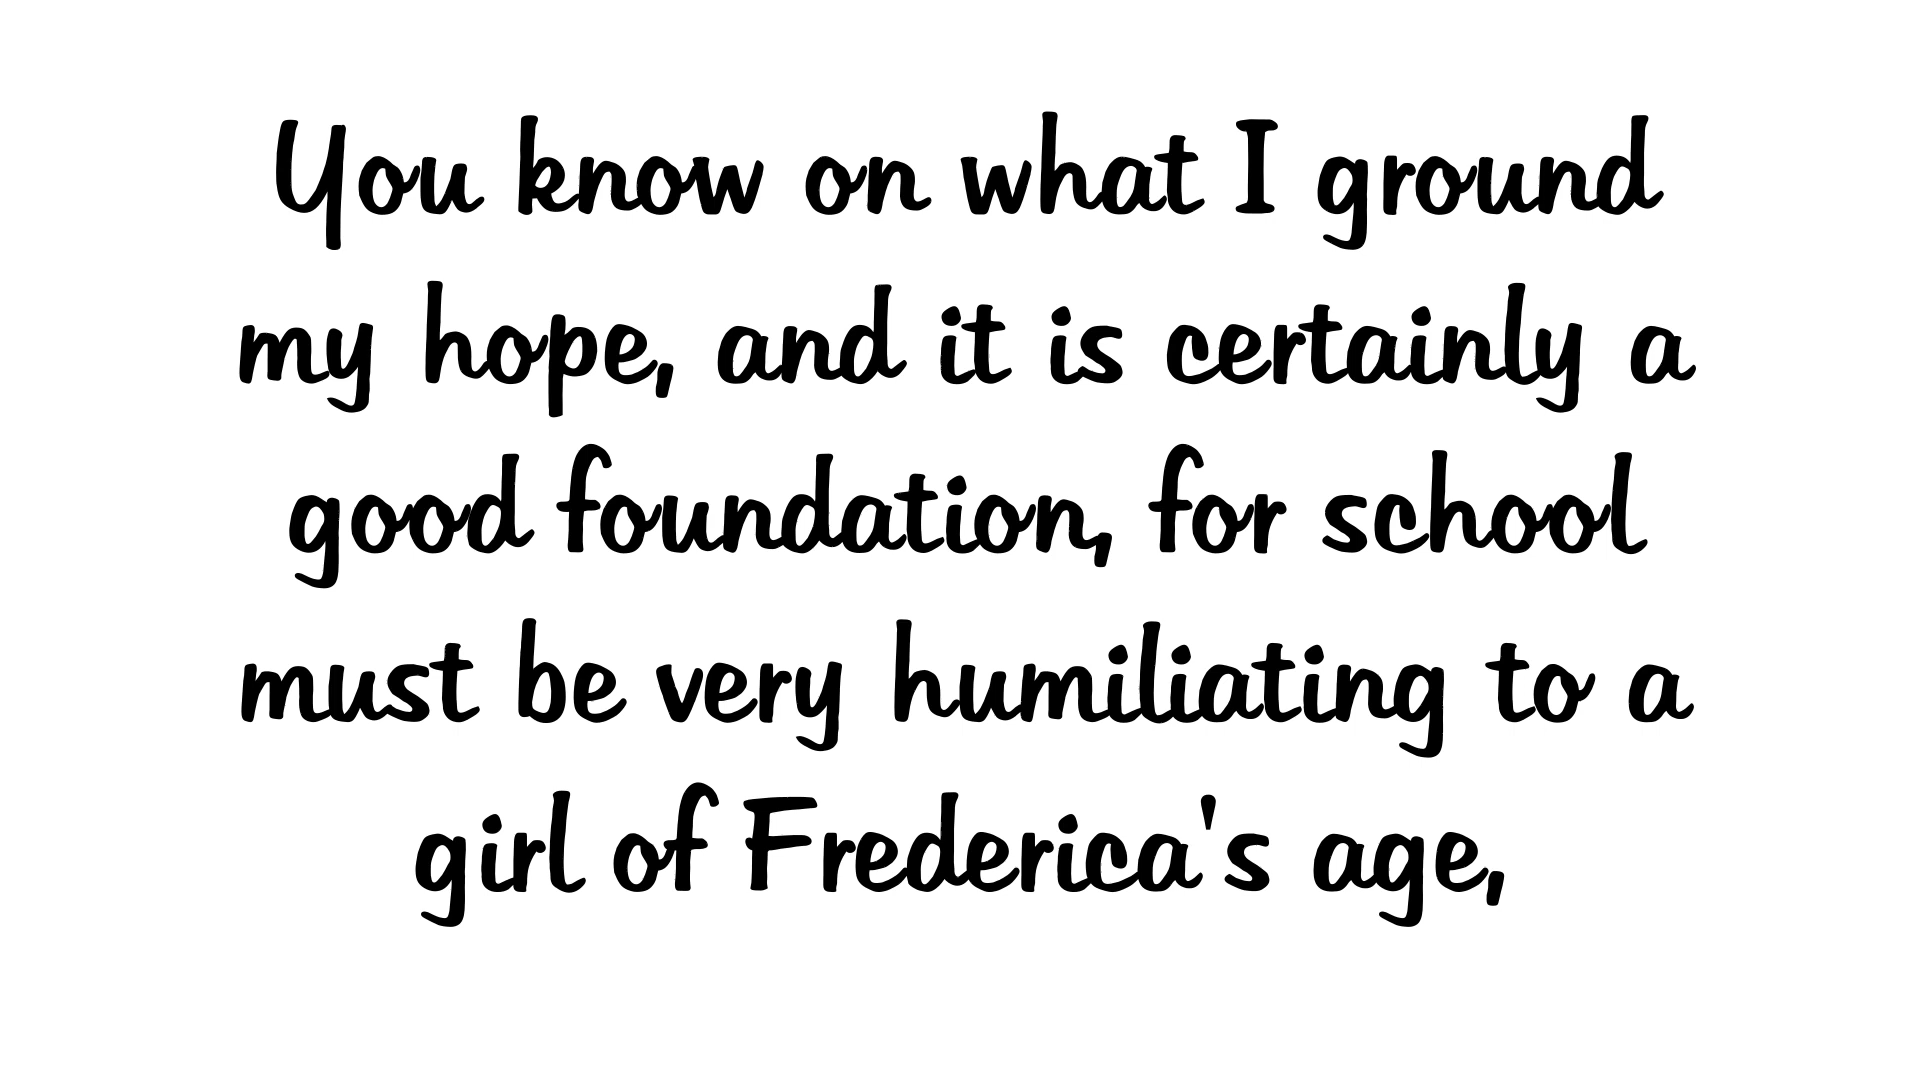 You know on what I ground
my hope, and it is certainly a
good foundation, for school
must be very humiliating to a
girl of Frederica's age,